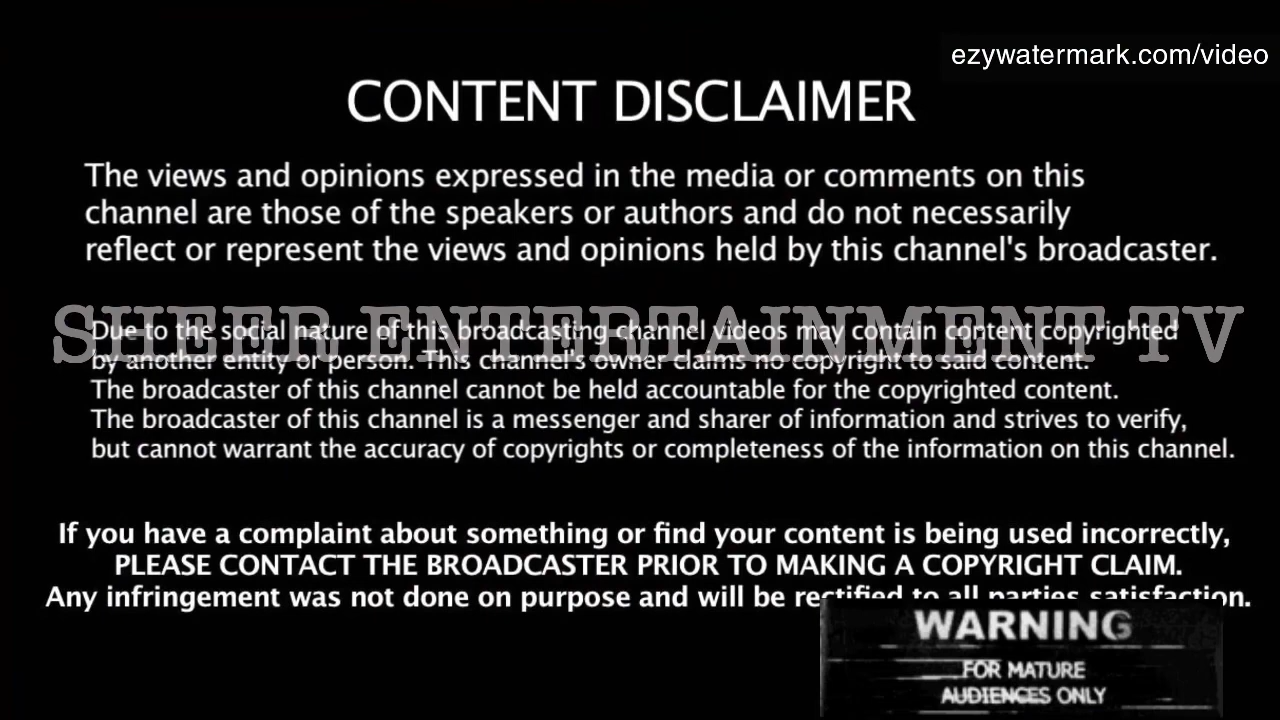 ezywatermark.com/video
CONTENT DISCLAIMER
The views and opinions expressed in the media or comments on this
channel are those of the speakers or authors and do not necessarily
reflect or represent the views and opinions held by this channel's broadcaster.
SHEER ENTERTAINMENT TV
Due to the social nature of this broadcasting channel videos may contain content copyrighted
by another entity or person. This channel's owner claims no copyright to said content.
The broadcaster of this channel cannot be held accountable for the copyrighted content.
The broadcaster of this channel is a messenger and sharer of information and strives to verify,
but cannot warrant the accuracy of copyrights or completeness of the information on this channel.
If you have a complaint about something or find your content is being used incorrectly,
PLEASE CONTACT THE BROADCASTER PRIOR TO MAKING A COPYRIGHT CLAIM.
Any infringement was not done on purpose and will be rectified to all parties satisfaction.
WARNING
FOR MATURE
AUDIENCES ONLY